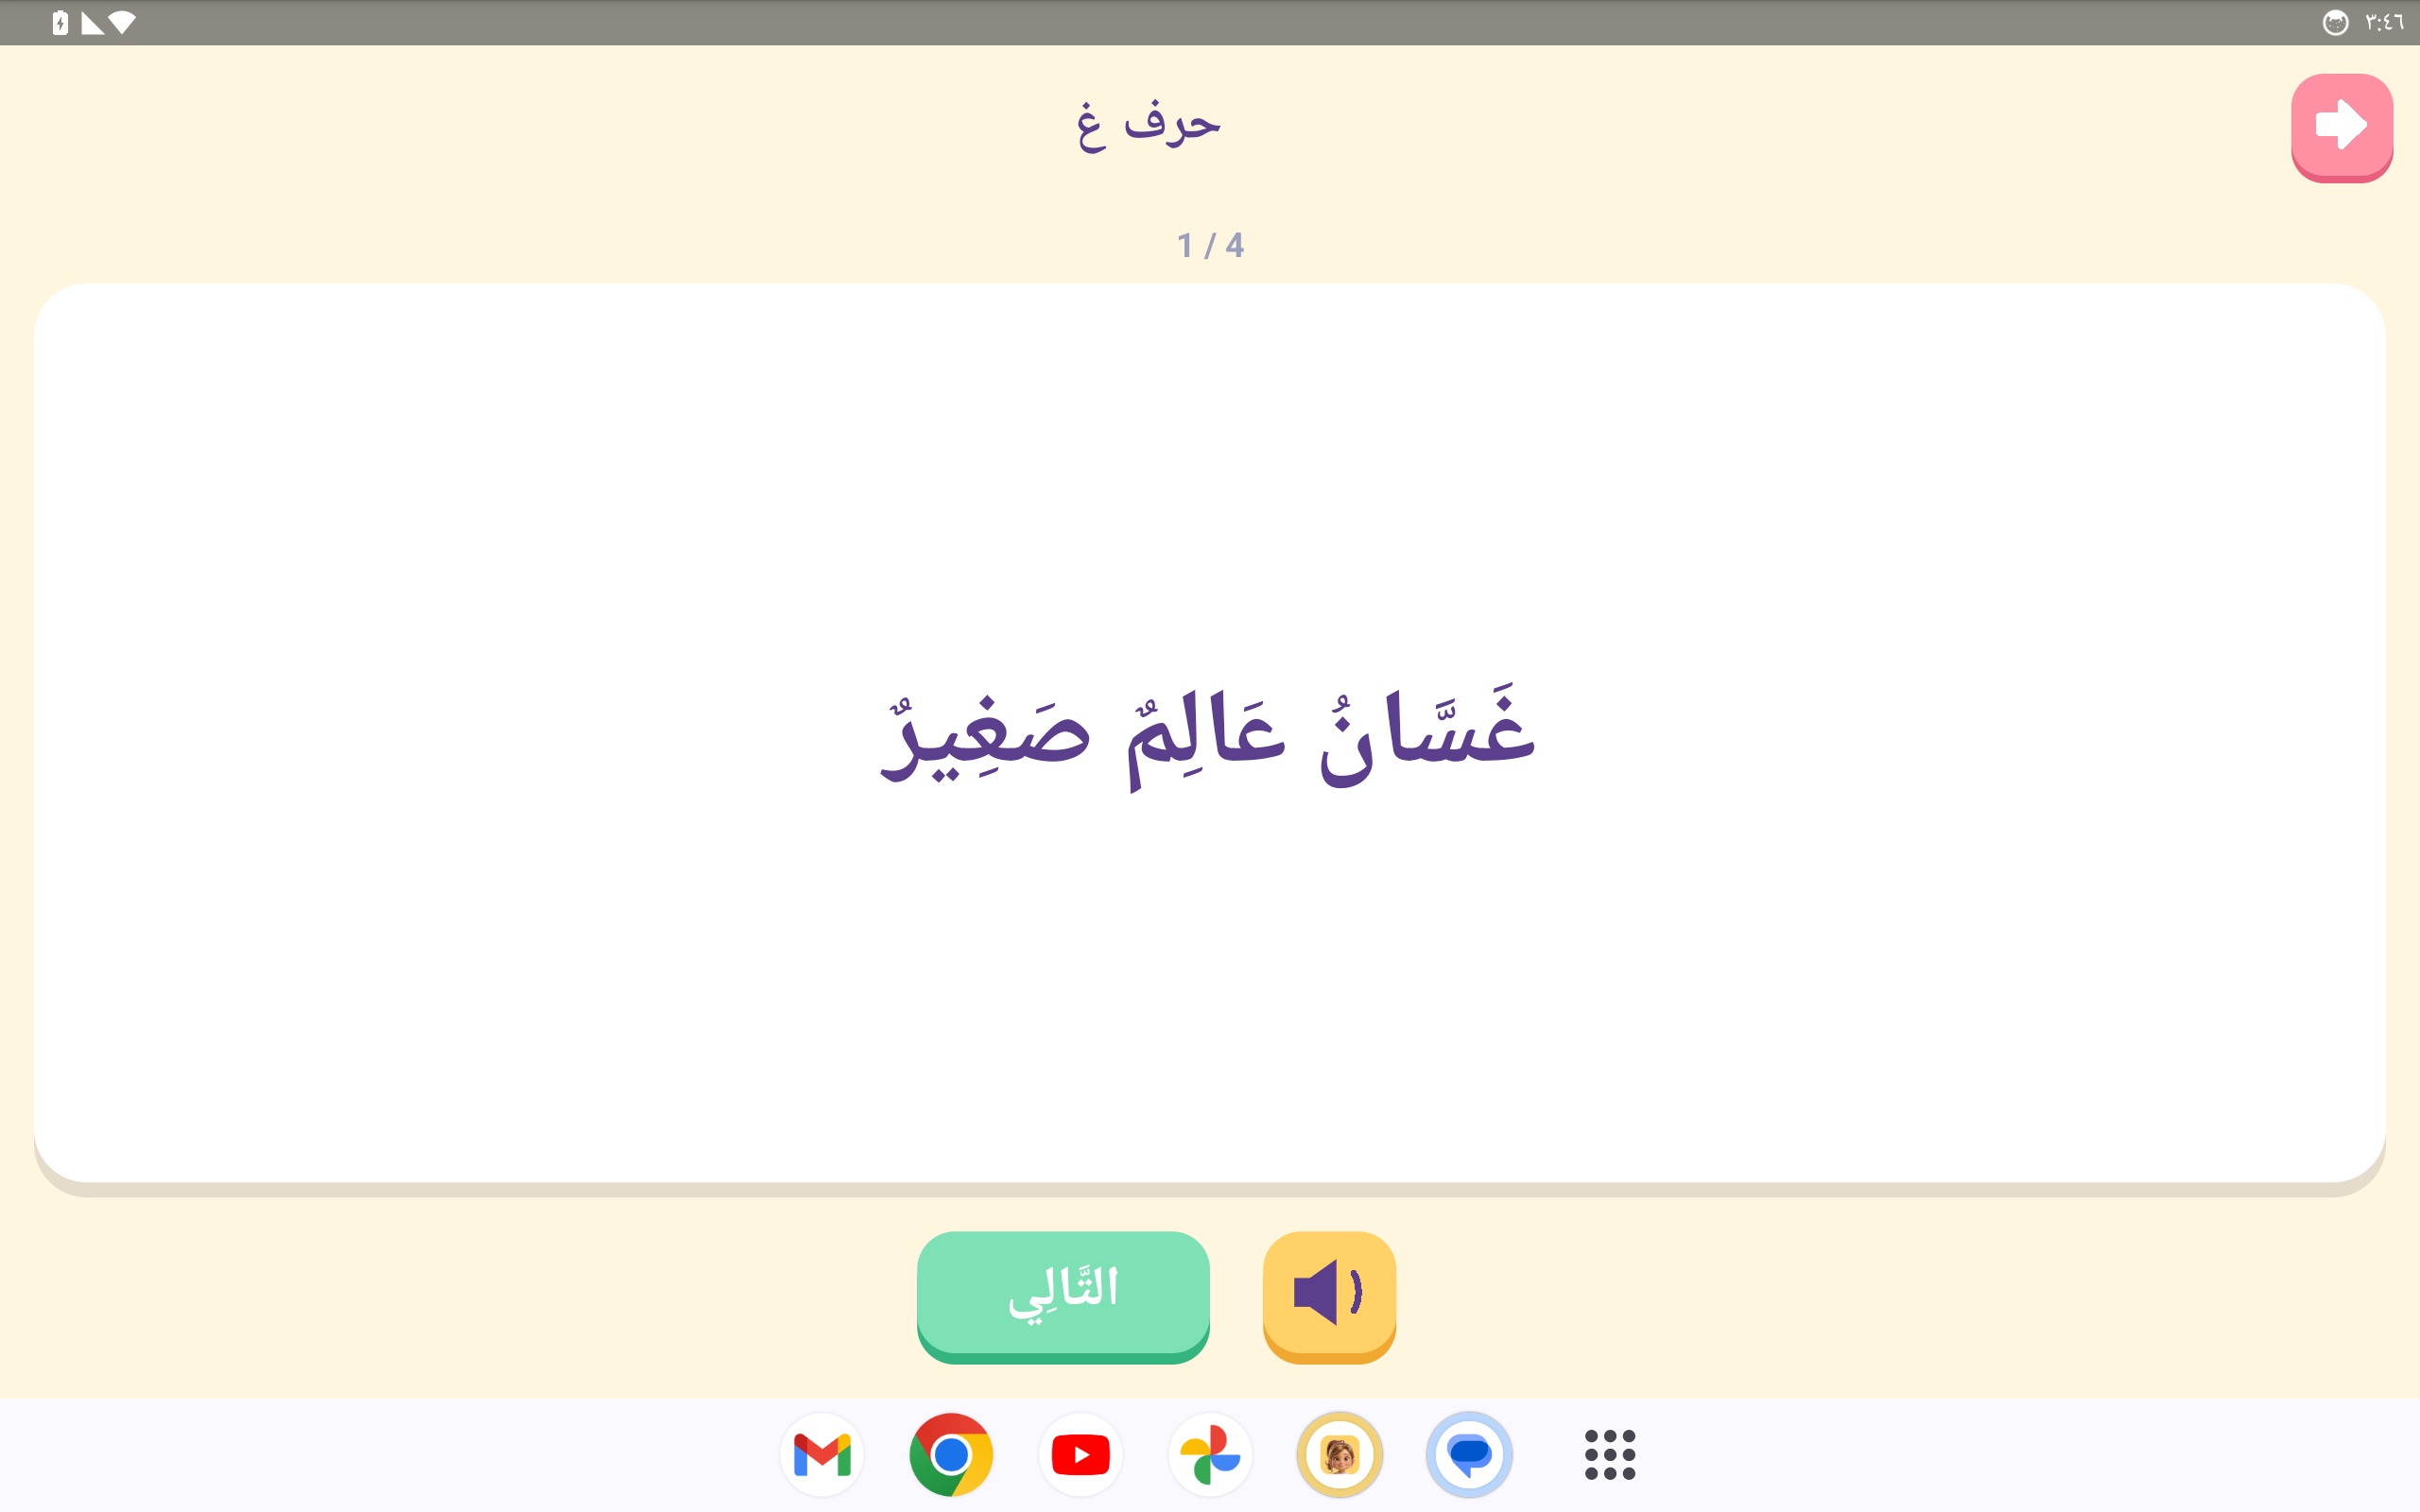 ٣:٤٦
حرف غ
1 / 4
غَسَّانُ عَالِمٌ صَغِيرٌ
التَّالِي